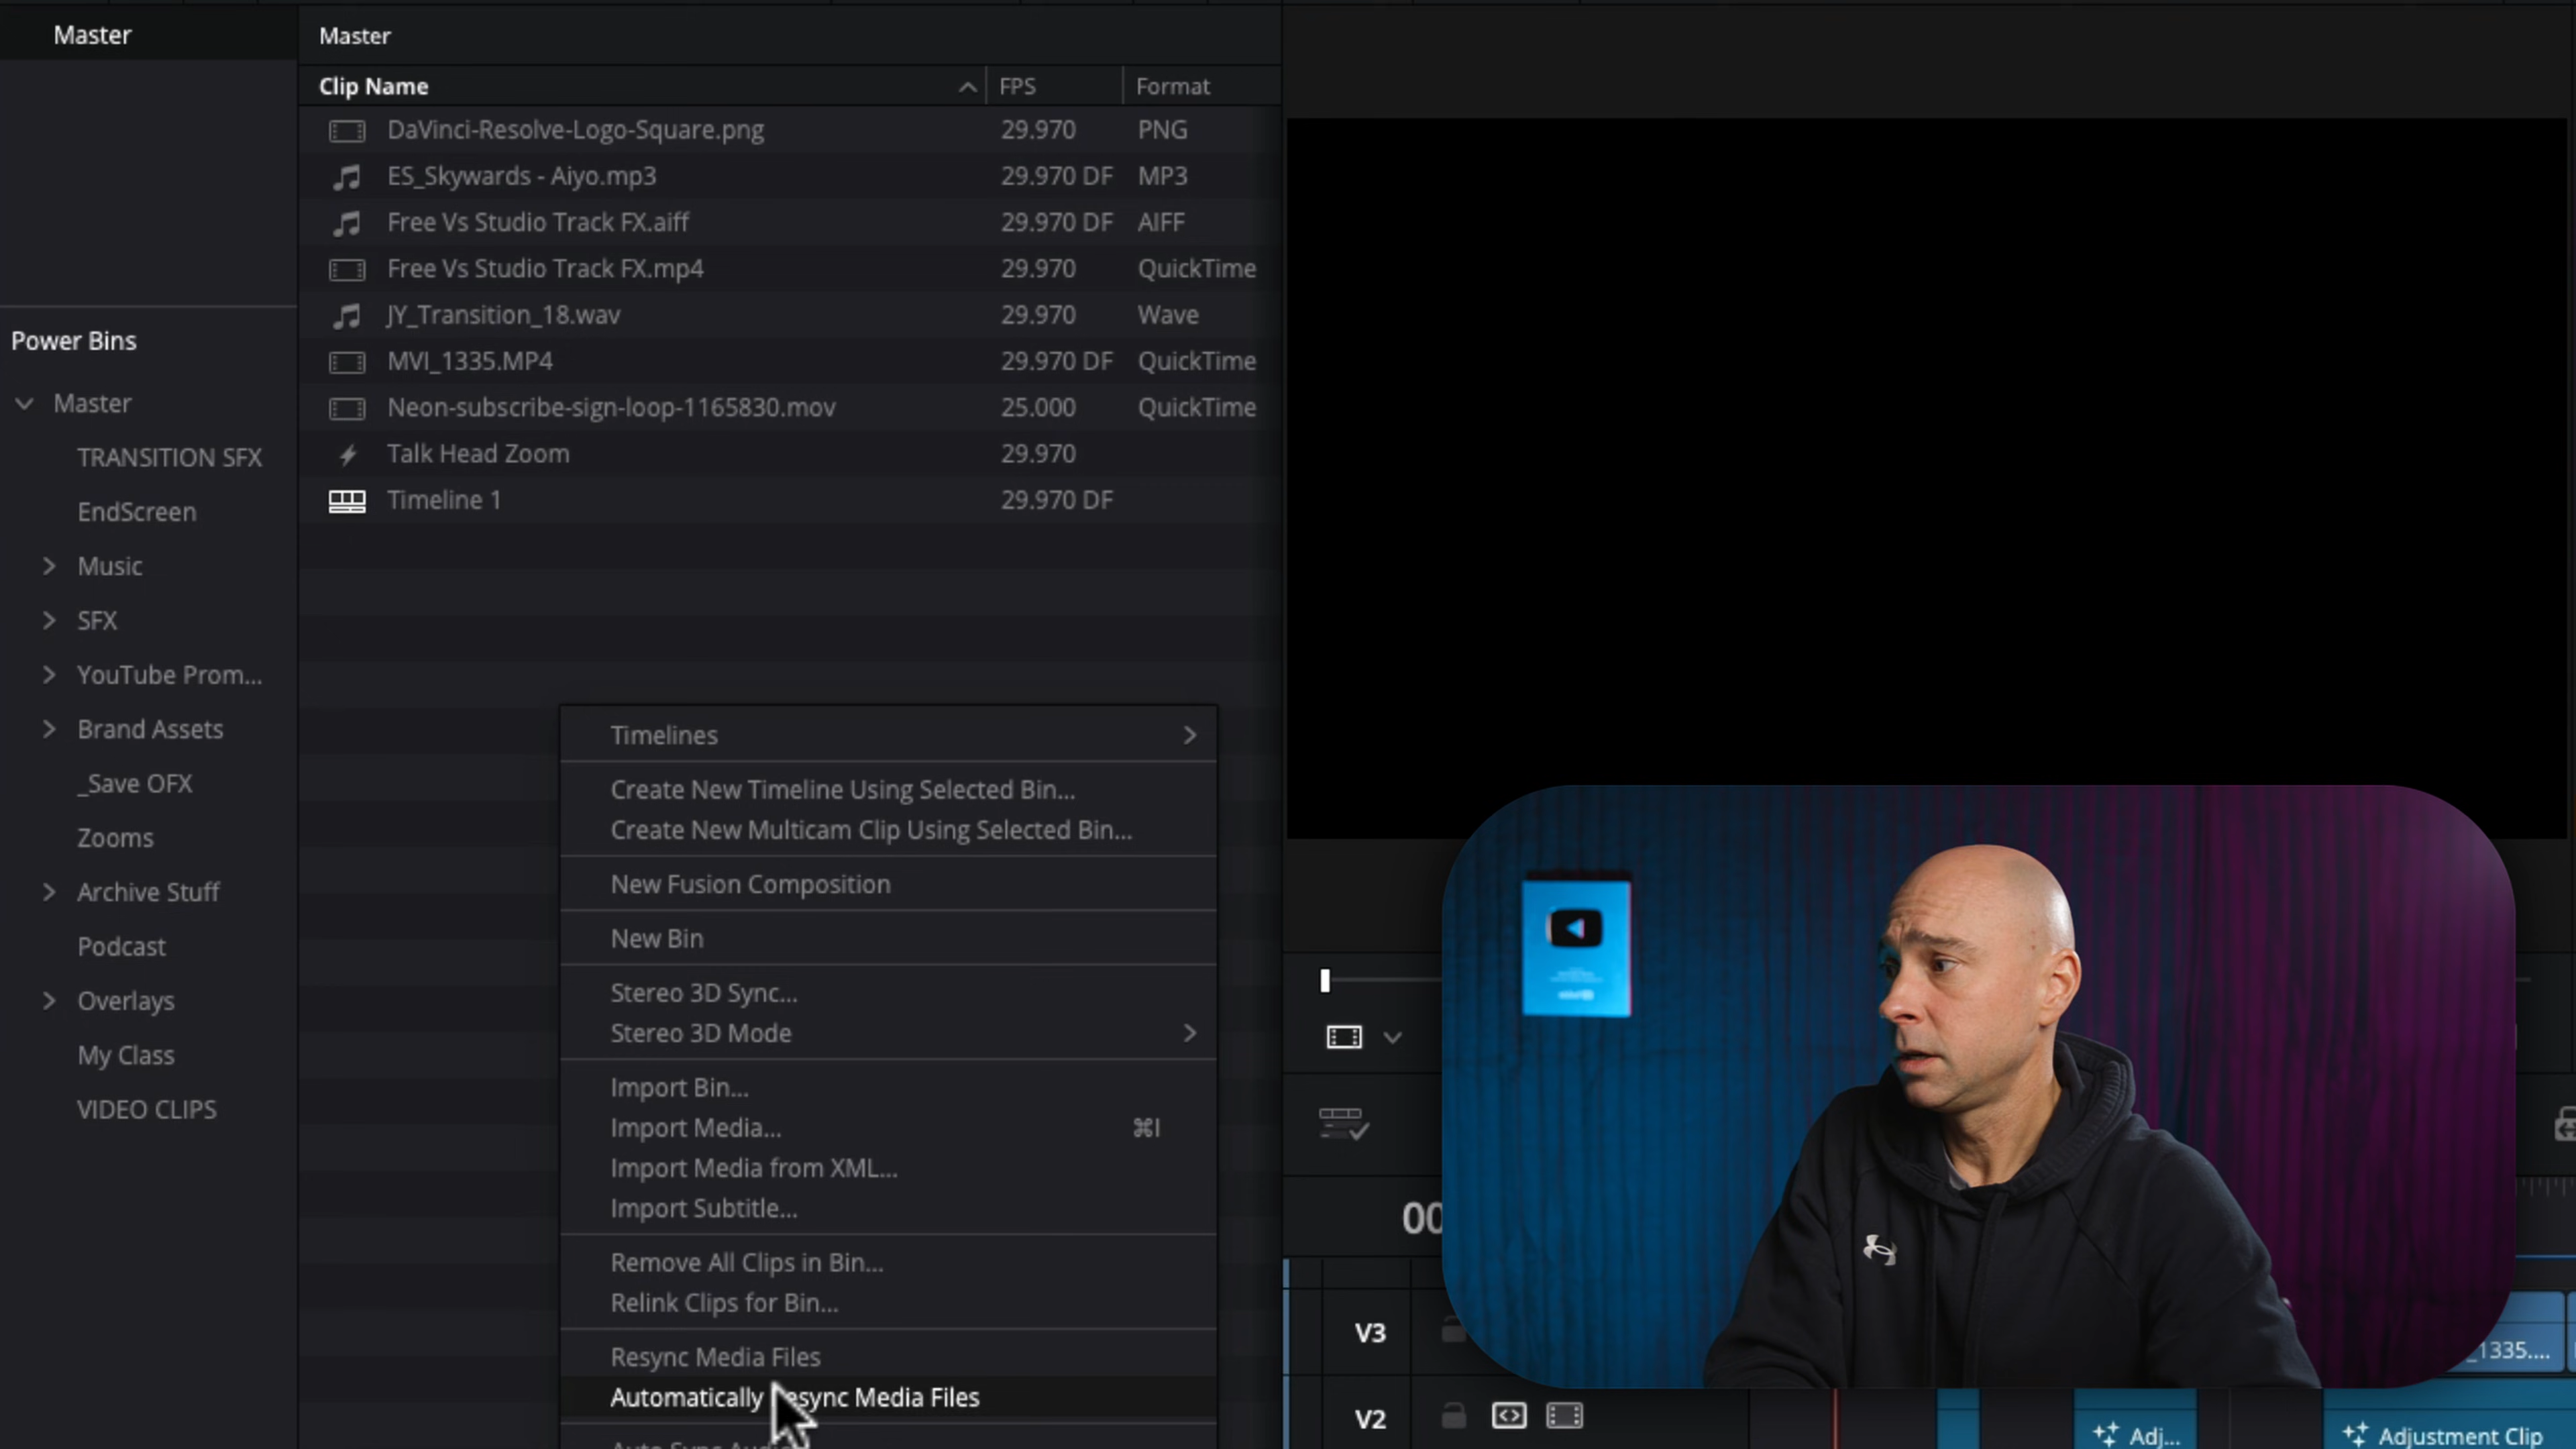 Master
Master
Clip Name
FPS
Format
DaVinci-Resolve-Logo-Square.png
29.970
PNG
ES_Skywards - Aiyo.mp3
29.970 DF
MP3
Free Vs Studio Track FX.aiff
29.970 DF
AIFF
Free Vs Studio Track FX.mp4
29.970
QuickTime
JY_Transition_18.wav
29.970
Wave
MVI_1335.MP4
29.970 DF
QuickTime
Neon-subscribe-sign-loop-1165830.mov
25.000
QuickTime
Talk Head Zoom
29.970
Timeline 1
29.970 DF
Power Bins
Master
TRANSITION SFX
EndScreen
Music
SFX
YouTube Prom...
Brand Assets
_Save OFX
Zooms
Archive Stuff
Podcast
Overlays
My Class
VIDEO CLIPS
Timelines
Create New Timeline Using Selected Bin...
Create New Multicam Clip Using Selected Bin...
New Fusion Composition
New Bin
Stereo 3D Sync...
Stereo 3D Mode
Import Bin...
Import Media...
⌘I
Import Media from XML...
Import Subtitle...
Remove All Clips in Bin...
Relink Clips for Bin...
Resync Media Files
Automatically Media Files
00
V3
_1335....
V2
Adj...
Adjustment Clip